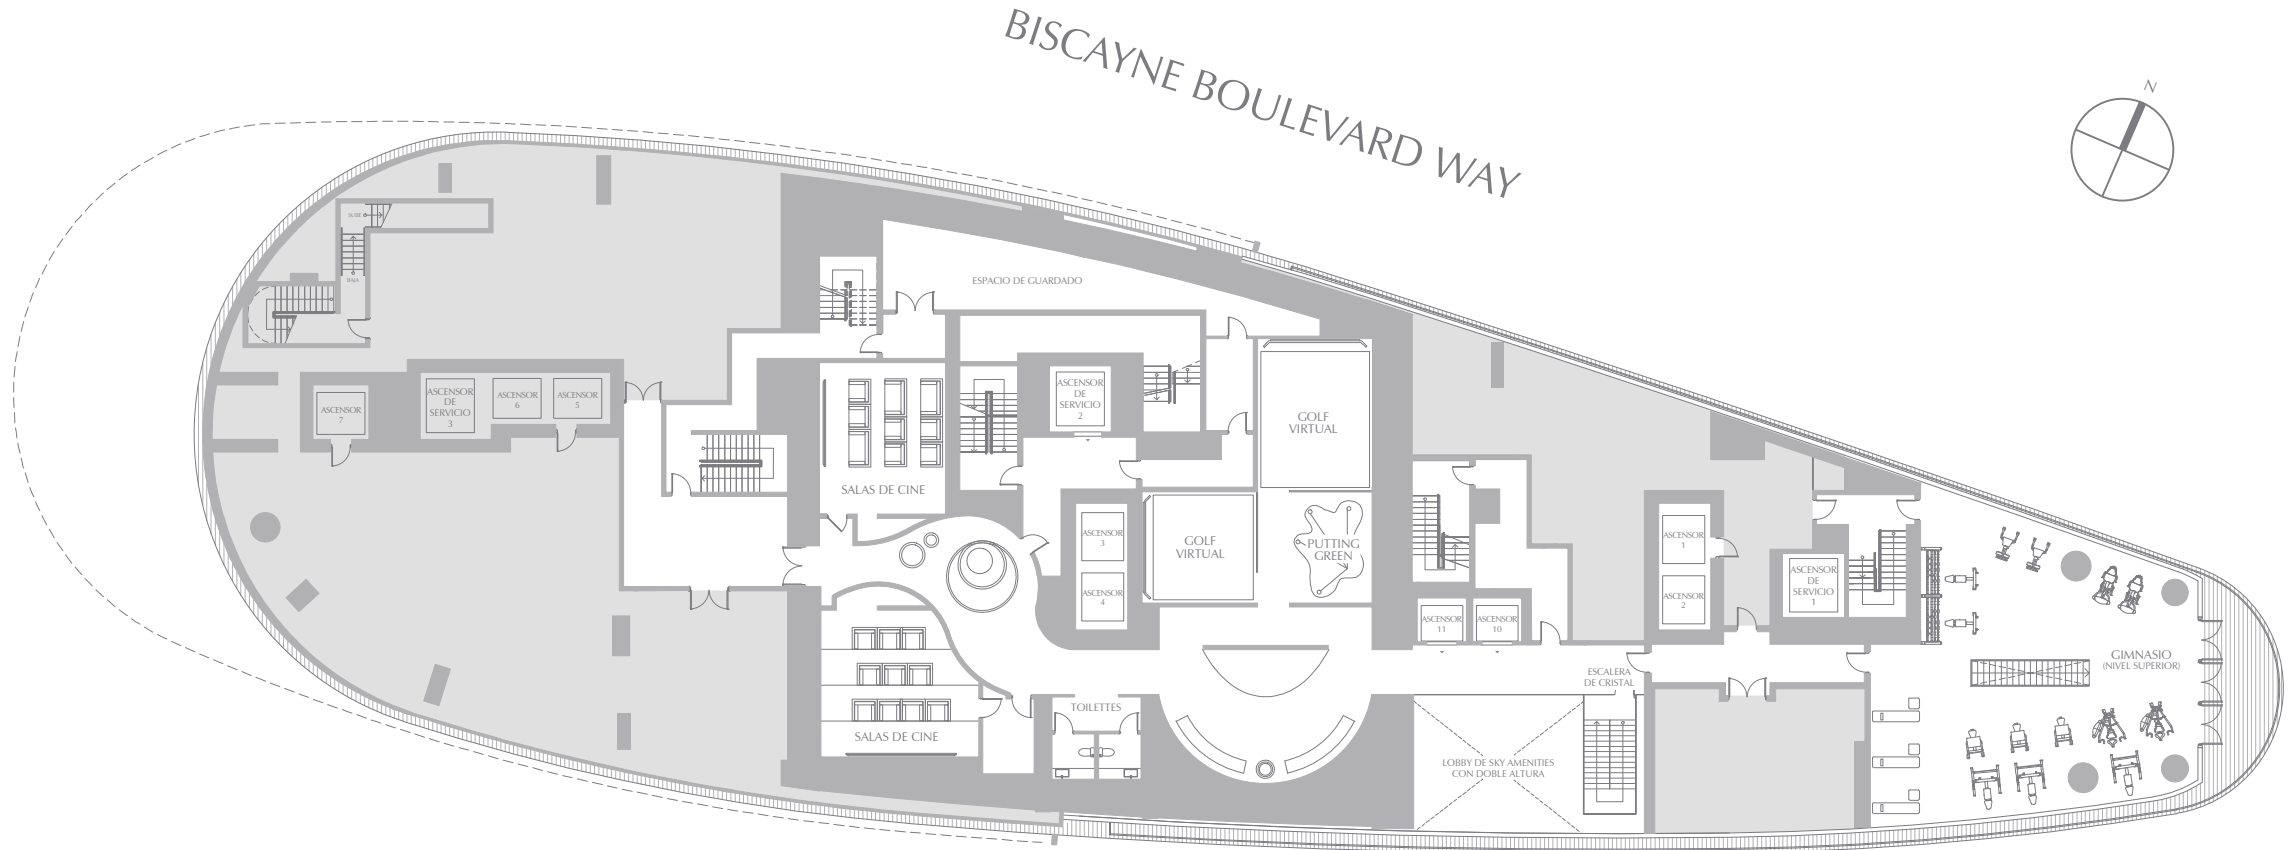 BISCAYNE BOULEVARD WAY
N
SUBE
BAJA
ESPACIO DE GUARDADO
ASCENSOR
7
ASCENSOR
DE
SERVICIO
3
ASCENSOR
6
ASCENSOR
5
SALAS DE CINE
ASCENSOR
DE
SERVICIO
2
GOLF
VIRTUAL
GOLF
VIRTUAL
PUTTING
GREEN
ASCENSOR
3
ASCENSOR
4
ASCENSOR
1
ASCENSOR
2
ASCENSOR
DE
SERVICIO
1
ASCENSOR
11
ASCENSOR
10
GIMNASIO
(NIVEL SUPERIOR)
ESCALERA
DE CRISTAL
TOILETTES
SALAS DE CINE
LOBBY DE SKY AMENITIES
CON DOBLE ALTURA